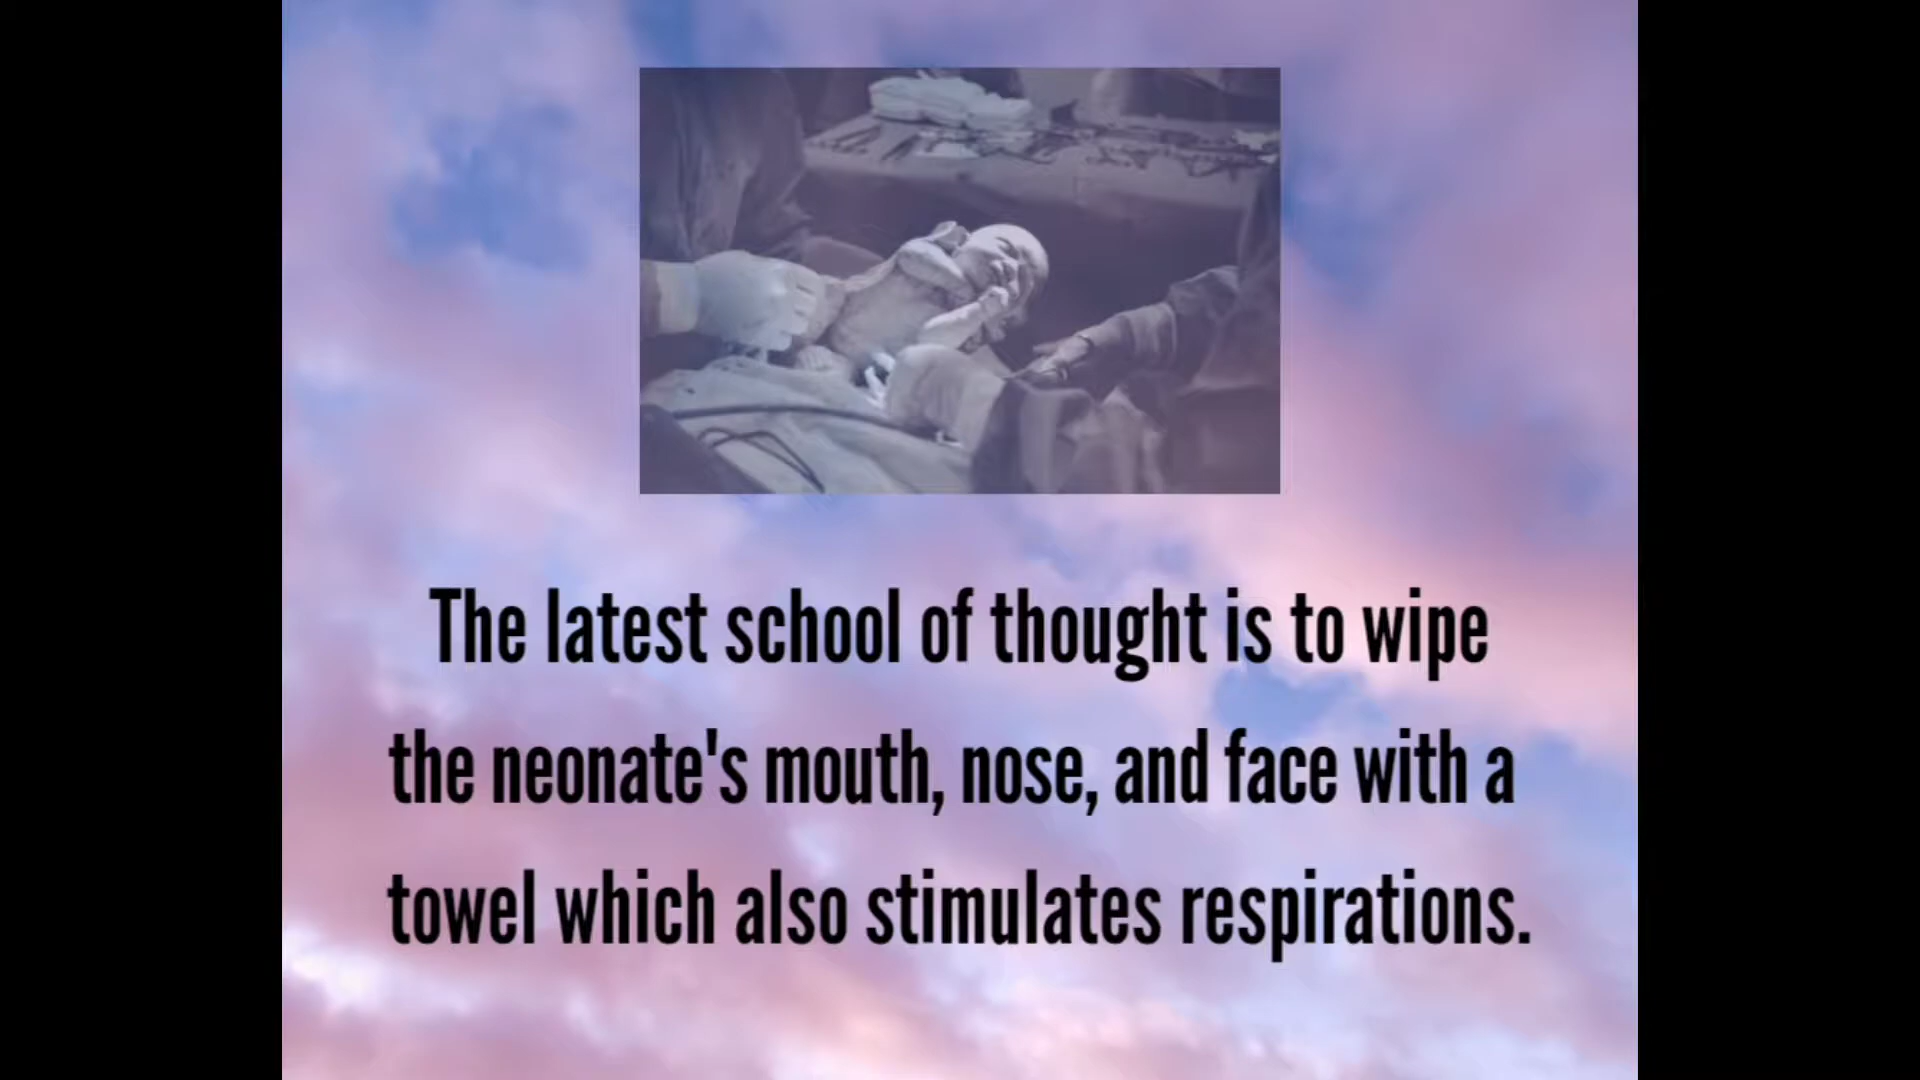 The latest school of thought is to wipe
the neonate's mouth, nose, and face with a
towel which also stimulates respirations.